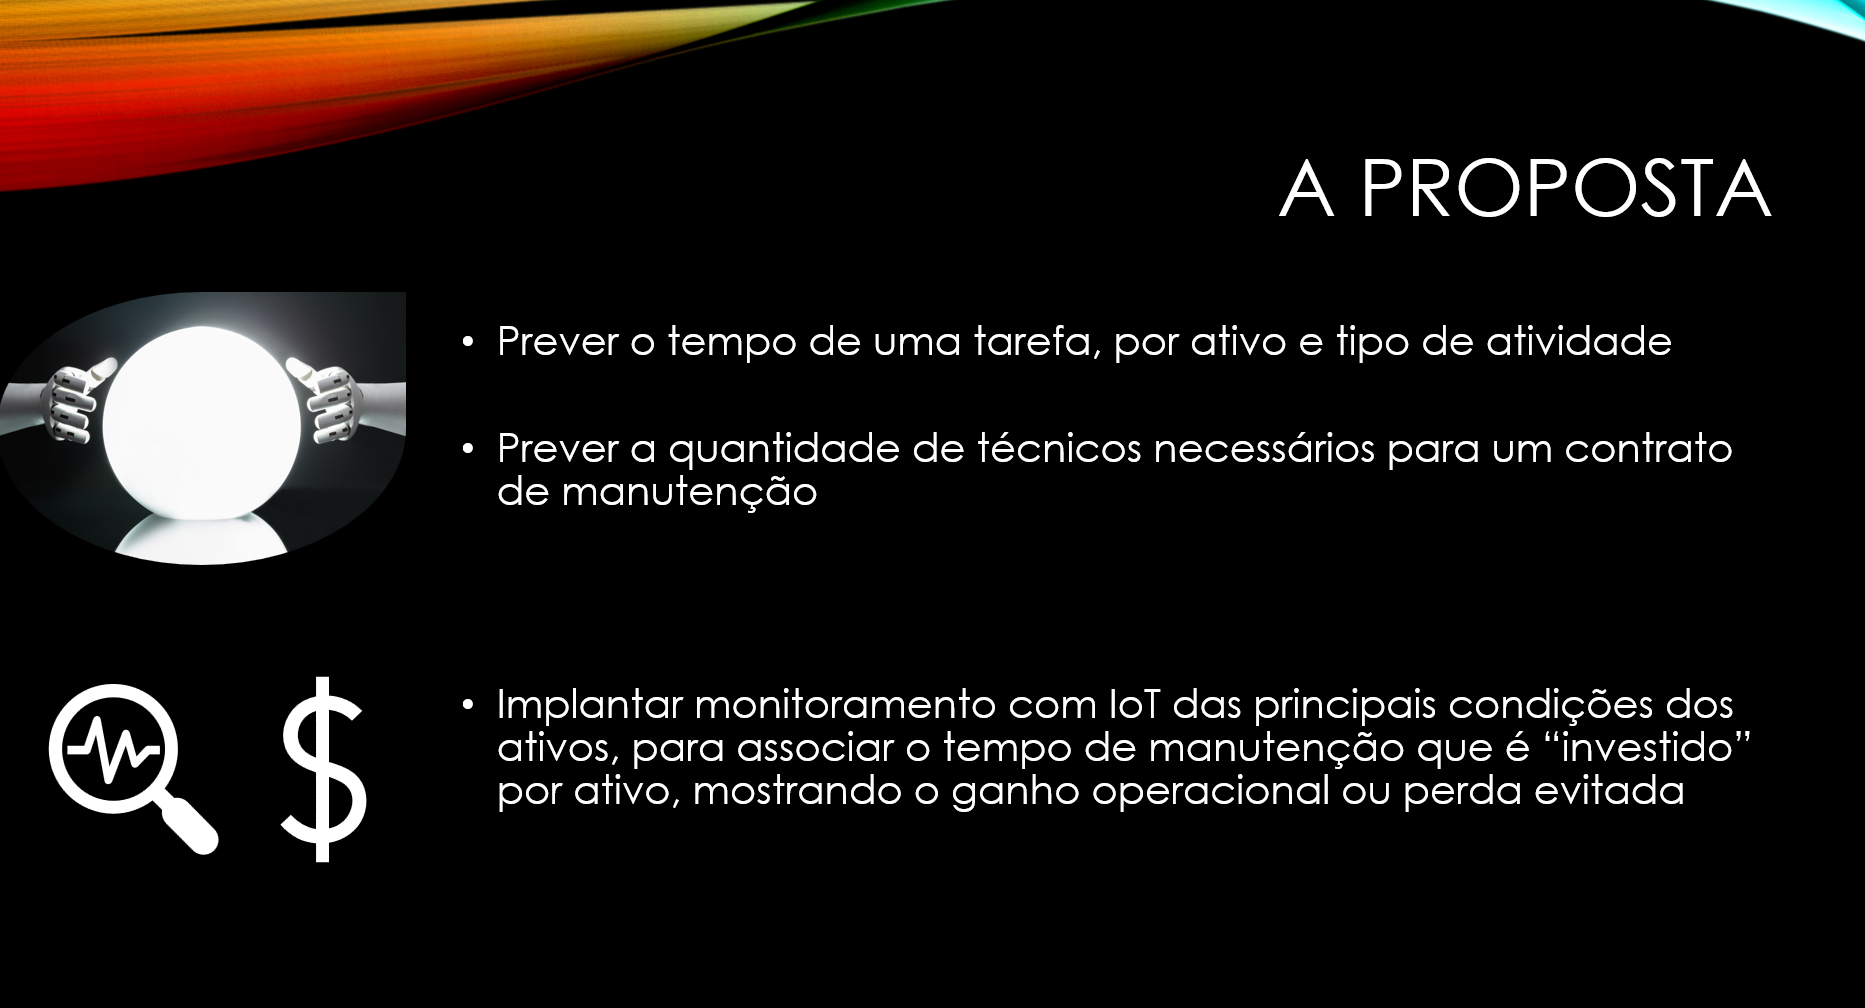 A PROPOSTA
• Prever o tempo de uma tarefa, por ativo e tipo de atividade
• Prever a quantidade de técnicos necessários para um contrato
de manutenção
$
• Implantar monitoramento com IoT das principais condições dos
ativos, para associar o tempo de manutenção que é “investido”
por ativo, mostrando o ganho operacional ou perda evitada